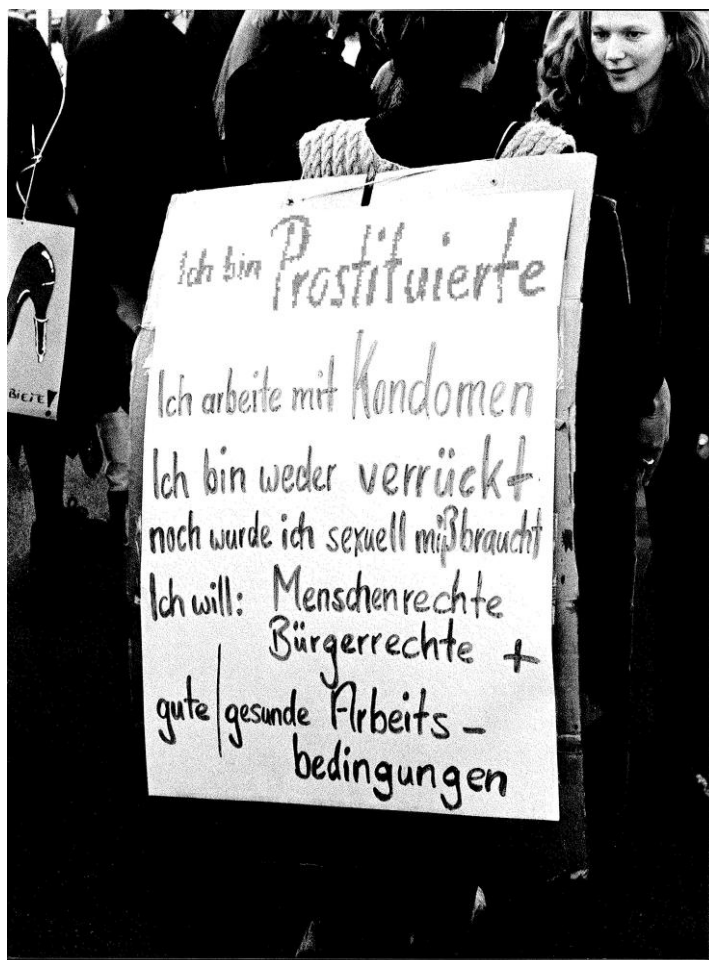 Ich bin Prostituierte
Ich arbeite mit Kondomen
Ich bin weder verrückt
noch wurde ich sexuell mißbraucht
Ich will: Menschenrechte
Bürgerrechte +
gute/gesunde Arbeits-
bedingungen